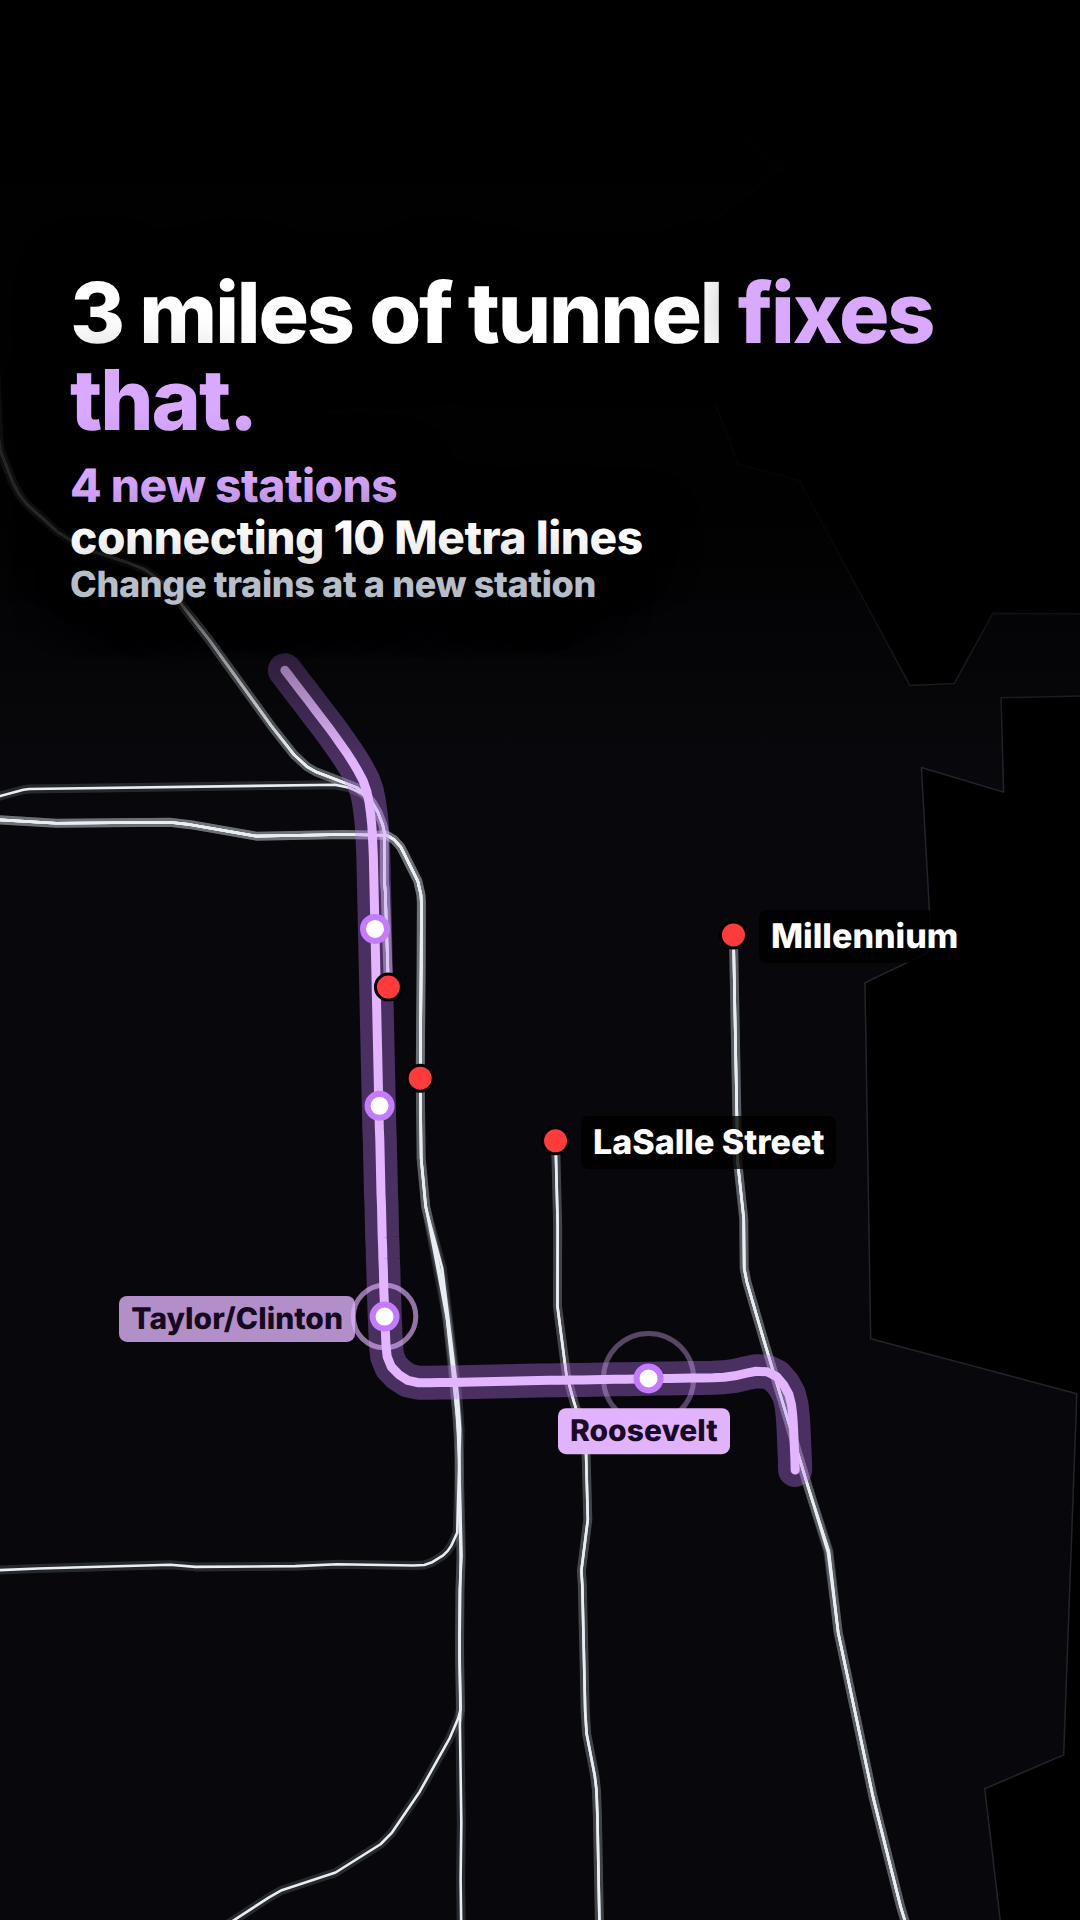 3 miles of tunnel fixes
that.
4 new stations
connecting 10 Metra lines
Change trains at a new station
Millennium
LaSalle Street
Taylor/Clinton
Roosevelt